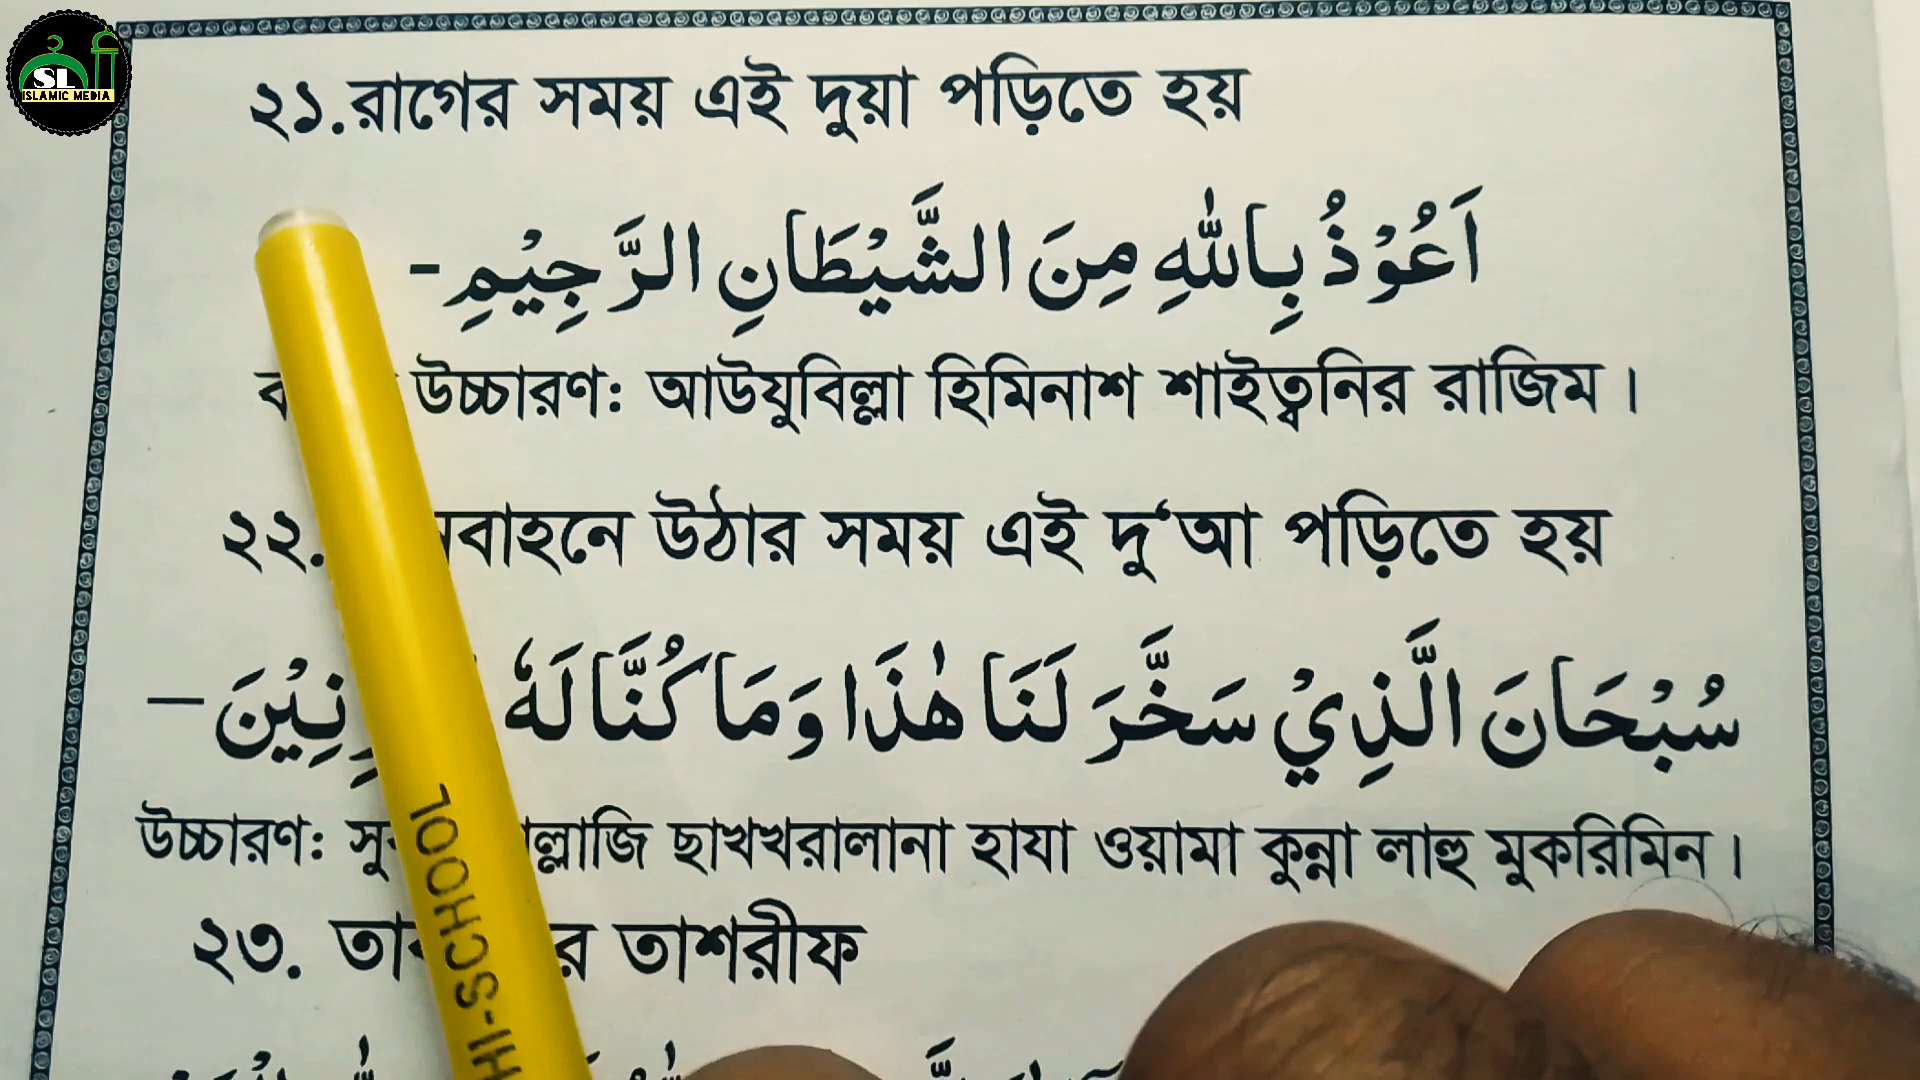 SL
ISLAMIC MEDIA
২১.রাগের সময় এই দুয়া পড়িতে হয়
اَعُوْذُ بِاللّٰهِ مِنَ الشَّيْطَانِ الرَّجِيْمِ -
উচ্চারণ: আউযুবিল্লা হিমিনাশ শাইত্বনির রাজিম।
২২. উঠার সময় এই দু‘আ পড়িতে হয়
سُبْحَانَ الَّذِيْ سَخَّرَ لَنَا هٰذَا وَمَا كُنَّا لَهٗ –
উচ্চারণ: ছাখখরালানা হাযা ওয়ামা কুন্না লাহু মুকরিমিন।
২৩. তাশরীফ
HI-SCHOOL